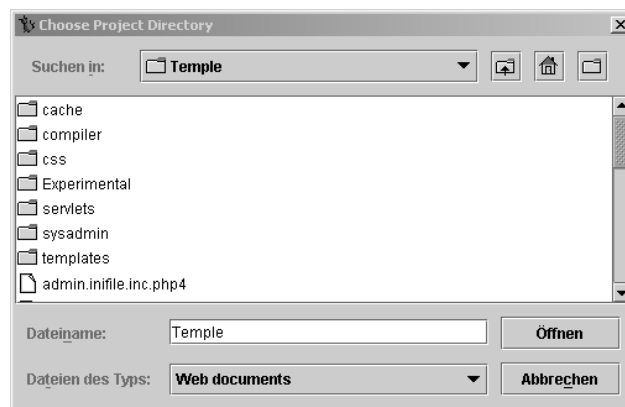 Choose Project Directory
Suchen in: Temple
cache
compiler
css
Experimental
servlets
sysadmin
templates
admin.inifile.inc.php4
Dateiname: Temple Öffnen
Dateien des Typs: Web documents Abbrechen